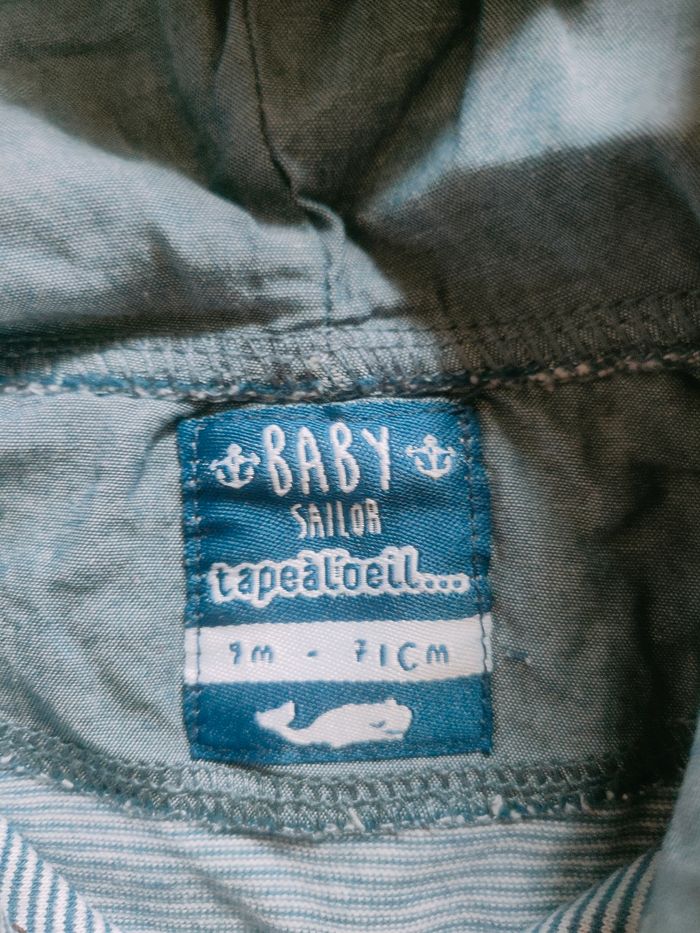 BABY
SAILOR
tapeàl'oeil...
9M - 71CM